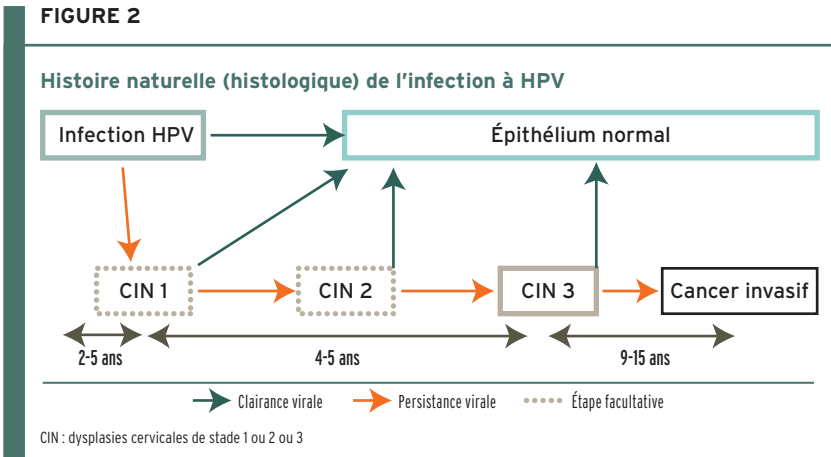 FIGURE 2
Histoire naturelle (histologique) de l'infection à HPV
Infection HPV
Épithélium normal
CIN 1
CIN 2
CIN 3
Cancer invasif
2-5 ans
4-5 ans
9-15 ans
Clairance virale
Persistance virale
Étape facultative
CIN : dysplasies cervicales de stade 1 ou 2 ou 3